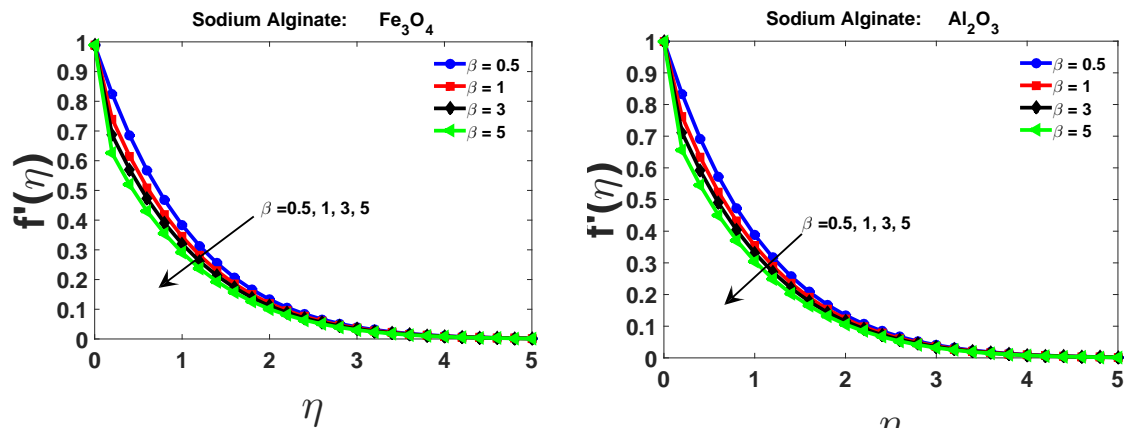 Sodium Alginate: Fe₃O₄
1
0.9
0.8
0.7
0.6
0.5
0.4
0.3
0.2
0.1
0
f'(η)
β = 0.5
β = 1
β = 3
β = 5
β =0.5, 1, 3, 5
0 1 2 3 4 5
η
Sodium Alginate: Al₂O₃
1
0.9
0.8
0.7
0.6
0.5
0.4
0.3
0.2
0.1
0
f'(η)
β = 0.5
β = 1
β = 3
β = 5
β =0.5, 1, 3, 5
0 1 2 3 4 5
η